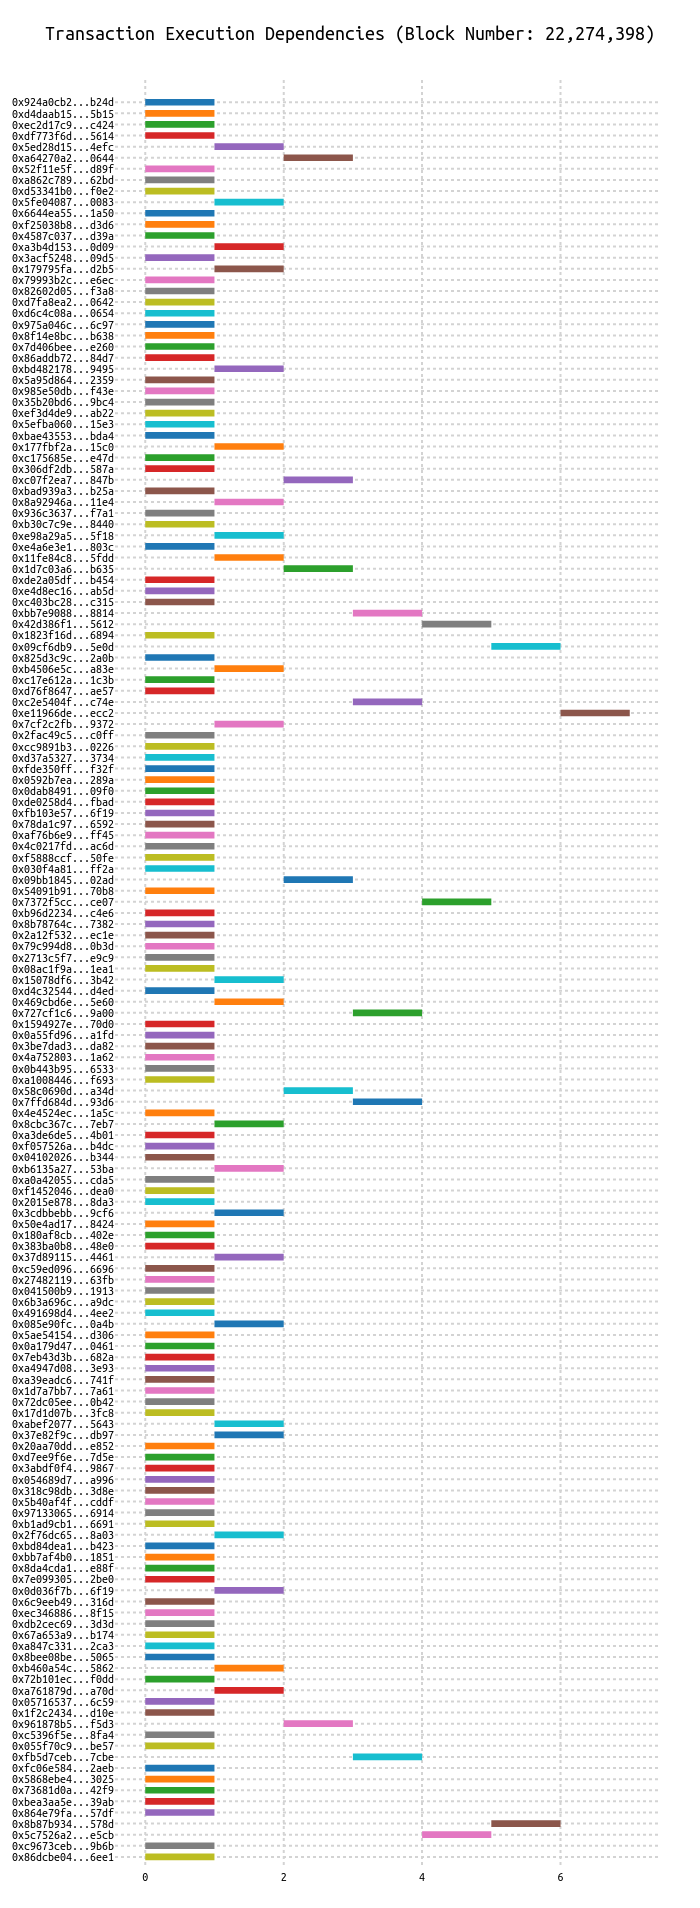 Transaction Execution Dependencies (Block Number: 22,274,398)
0x924a0cb2...b24d
0xd4daab15...5b15
0xec2d17c9...c424
0xdf773f6d...5614
0x5ed28d15...4efc
0xa64270a2...0644
0x52f11e5f...d89f
0xa862c789...62bd
0xd53341b0...f0e2
0x5fe04087...0083
0x6644ea55...1a50
0xf25038b8...d3d6
0x4587c037...d39a
0xa3b4d153...0d09
0x3acf5248...09d5
0x179795fa...d2b5
0x79993b2c...e6ec
0x82602d05...f3a8
0xd7fa8ea2...0642
0xd6c4c08a...0654
0x975a046c...6c97
0x8f14e8bc...b638
0x7d406bee...e260
0x86addb72...84d7
0xbd482178...9495
0x5a95d864...2359
0x985e50db...f43e
0x35b20bd6...9bc4
0xef3d4de9...ab22
0x5efba060...15e3
0xbae43553...bda4
0x177fbf2a...15c0
0xc175685e...e47d
0x306df2db...587a
0xc07f2ea7...847b
0xbad939a3...b25a
0x8a92946a...11e4
0x936c3637...f7a1
0xb30c7c9e...8440
0xe98a29a5...5f18
0xe4a6e3e1...803c
0x11fe84c8...5fdd
0x1d7c03a6...b635
0xde2a05df...b454
0xe4d8ec16...ab5d
0xc403bc28...c315
0xbb7e9088...8814
0x42d386f1...5612
0x1823f16d...6894
0x09cf6db9...5e0d
0x825d3c9c...2a0b
0xb4506e5c...a83e
0xc17e612a...1c3b
0xd76f8647...ae57
0xc2e5404f...c74e
0xe11966de...ecc2
0x7cf2c2fb...9372
0x2fac49c5...c0ff
0xcc9891b3...0226
0xd37a5327...3734
0xfde350ff...f32f
0x0592b7ea...289a
0x0dab8491...09f0
0xde0258d4...fbad
0xfb103e57...6f19
0x78da1c97...6592
0xaf76b6e9...ff45
0x4c0217fd...ac6d
0xf5888ccf...50fe
0x030f4a81...ff2a
0x09bb1845...02ad
0x54091b91...70b8
0x7372f5cc...ce07
0xb96d2234...c4e6
0x8b78764c...7382
0x2a12f532...ec1e
0x79c994d8...0b3d
0x2713c5f7...e9c9
0x08ac1f9a...1ea1
0x15078df6...3b42
0xd4c32544...d4ed
0x469cbd6e...5e60
0x727cf1c6...9a00
0x1594927e...70d0
0x0a55fd96...a1fd
0x3be7dad3...da82
0x4a752803...1a62
0x0b443b95...6533
0xa1008446...f693
0x58c0690d...a34d
0x7ffd684d...93d6
0x4e4524ec...1a5c
0x8cbc367c...7eb7
0xa3de6de5...4b01
0xf057526a...b4dc
0x04102026...b344
0xb6135a27...53ba
0xa0a42055...cda5
0xf1452046...dea0
0x2015e878...8da3
0x3cdbbebb...9cf6
0x50e4ad17...8424
0x180af8cb...402e
0x383ba0b8...48e0
0x37d89115...4461
0xc59ed096...6696
0x27482119...63fb
0x041500b9...1913
0x6b3a696c...a9dc
0x491698d4...4ee2
0x085e90fc...0a4b
0x5ae54154...d306
0x0a179d47...0461
0x7eb43d3b...682a
0xa4947d08...3e93
0xa39eadc6...741f
0x1d7a7bb7...7a61
0x72dc05ee...0b42
0x17d1d07b...3fc8
0xabef2077...5643
0x37e82f9c...db97
0x20aa70dd...e852
0xd7ee9f6e...7d5e
0x3abdf0f4...9867
0x054689d7...a996
0x318c98db...3d8e
0x5b40af4f...cddf
0x97133065...6914
0xb1ad9cb1...6691
0x2f76dc65...8a03
0xbd84dea1...b423
0xbb7af4b0...1851
0x8da4cda1...e88f
0x7e099305...2be0
0x0d036f7b...6f19
0x6c9eeb49...316d
0xec346886...8f15
0xdb2cec69...3d3d
0x67a653a9...b174
0xa847c331...2ca3
0x8bee08be...5065
0xb460a54c...5862
0x72b101ec...f0dd
0xa761879d...a70d
0x05716537...6c59
0x1f2c2434...d10e
0x961878b5...f5d3
0xc5396f5e...8fa4
0x055f70c9...be57
0xfb5d7ceb...7cbe
0xfc06e584...2aeb
0x5868ebe4...3025
0x73681d0a...42f9
0xbea3aa5e...39ab
0x864e79fa...57df
0x8b87b934...578d
0x5c7526a2...e5cb
0xc9673ceb...9b6b
0x86dcbe04...6ee1
0 2 4 6